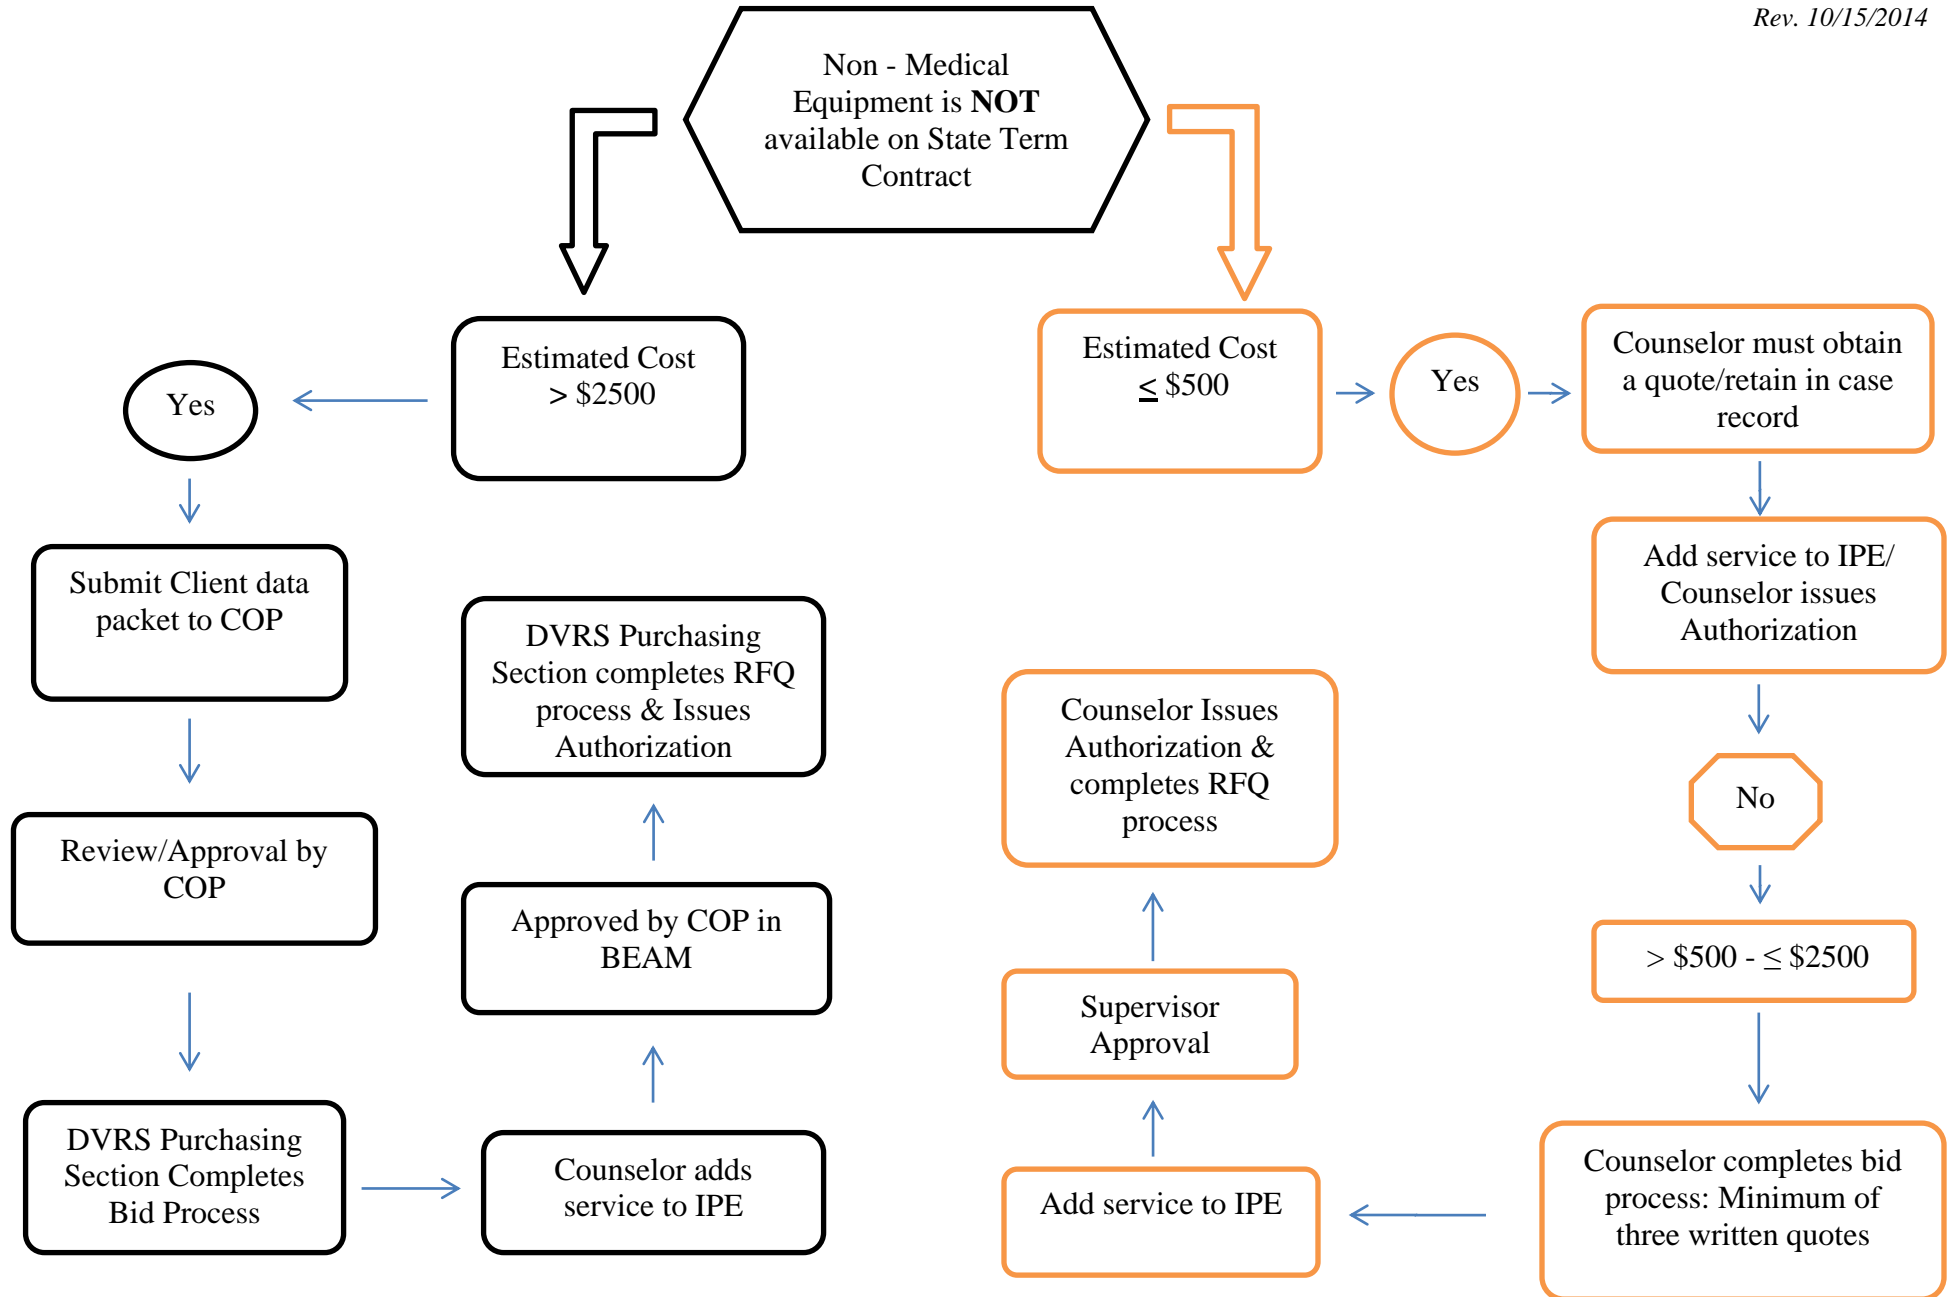 Rev. 10/15/2014
Non - Medical
Equipment is NOT
available on State Term
Contract
Estimated Cost
> $2500
Yes
Submit Client data
packet to COP
Review/Approval by
COP
DVRS Purchasing
Section Completes
Bid Process
Counselor adds
service to IPE
Approved by COP in
BEAM
DVRS Purchasing
Section completes RFQ
process & Issues
Authorization
Estimated Cost
≤ $500
Yes
Counselor must obtain
a quote/retain in case
record
Add service to IPE/
Counselor issues
Authorization
No
> $500 - ≤ $2500
Counselor completes bid
process: Minimum of
three written quotes
Add service to IPE
Supervisor
Approval
Counselor Issues
Authorization &
completes RFQ
process